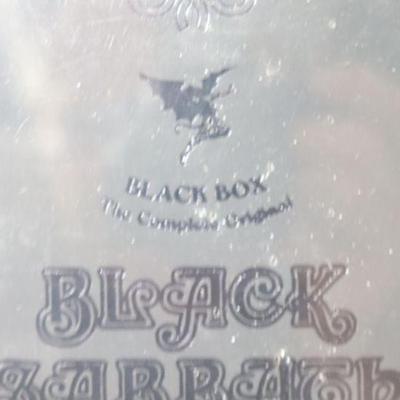 BLACK BOX
The Complete Original
BLACK
SABBATH